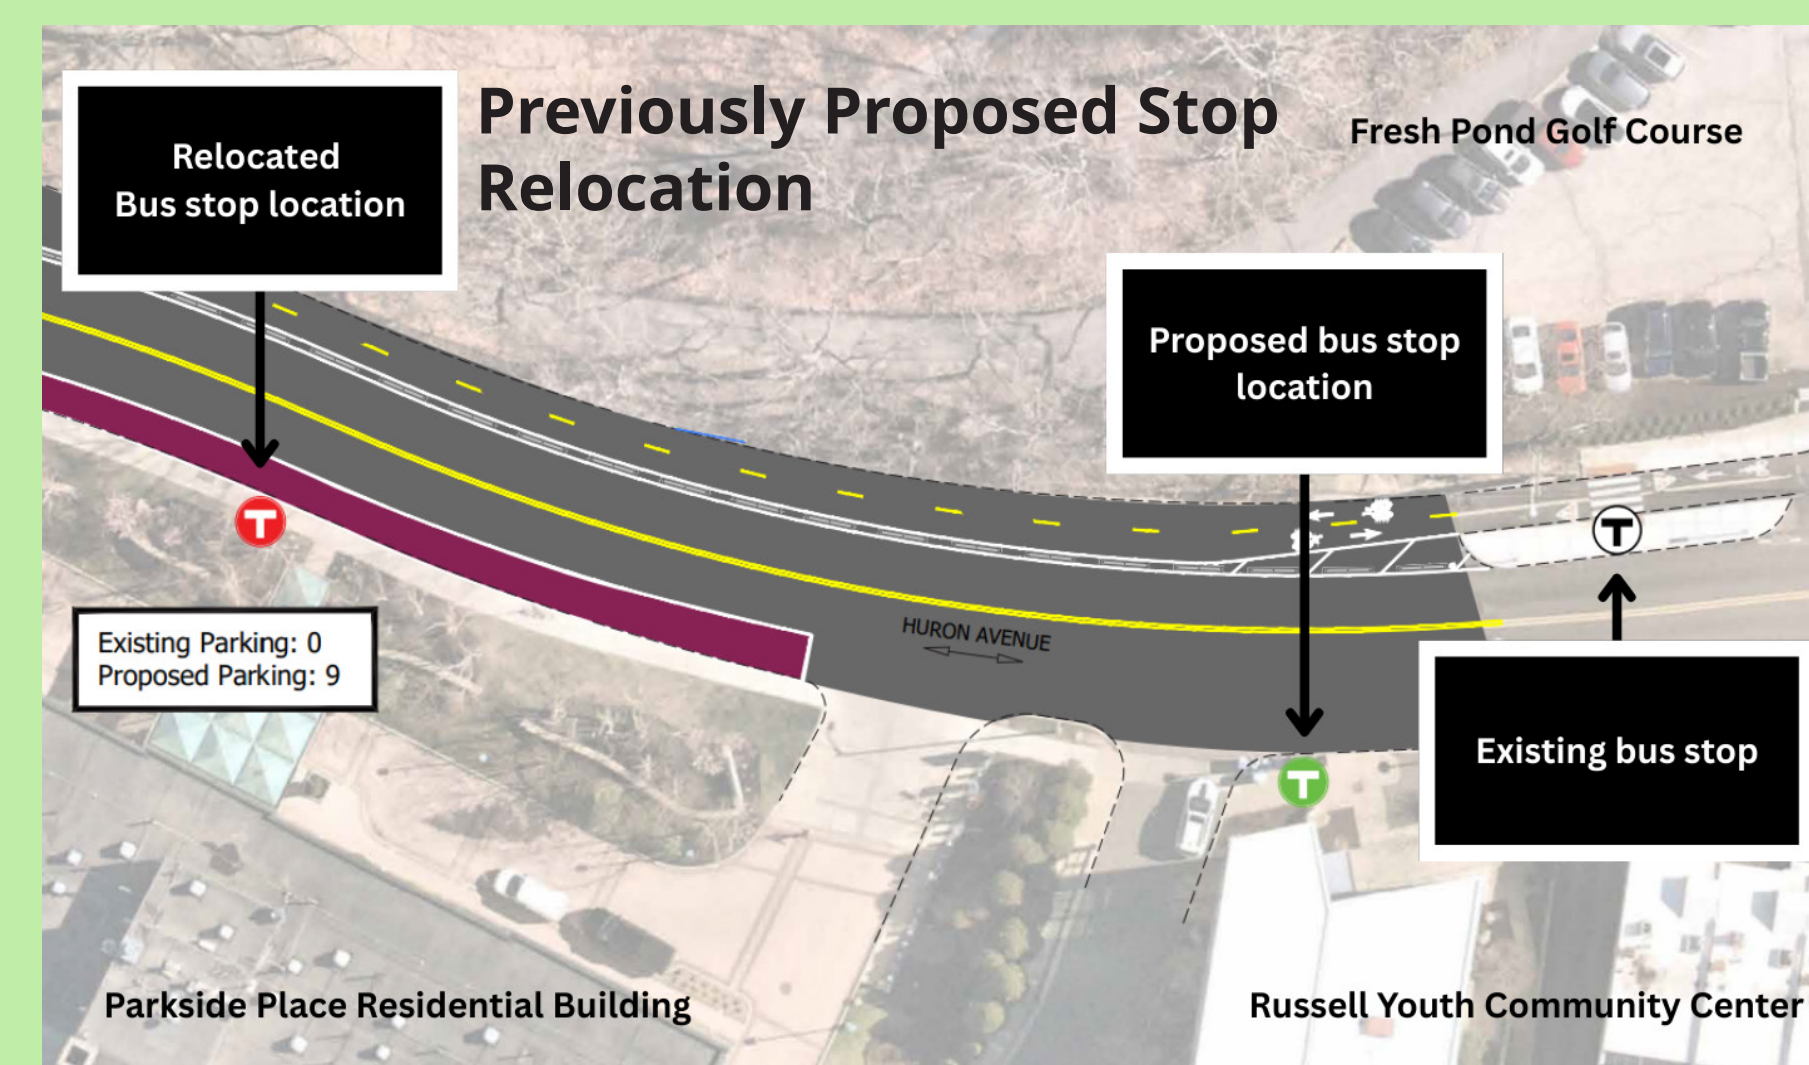 Previously Proposed Stop
Relocation
Relocated
Bus stop location
Fresh Pond Golf Course
Proposed bus stop
location
T
T
Existing Parking: 0
Proposed Parking: 9
HURON AVENUE
Existing bus stop
T
Parkside Place Residential Building
Russell Youth Community Center